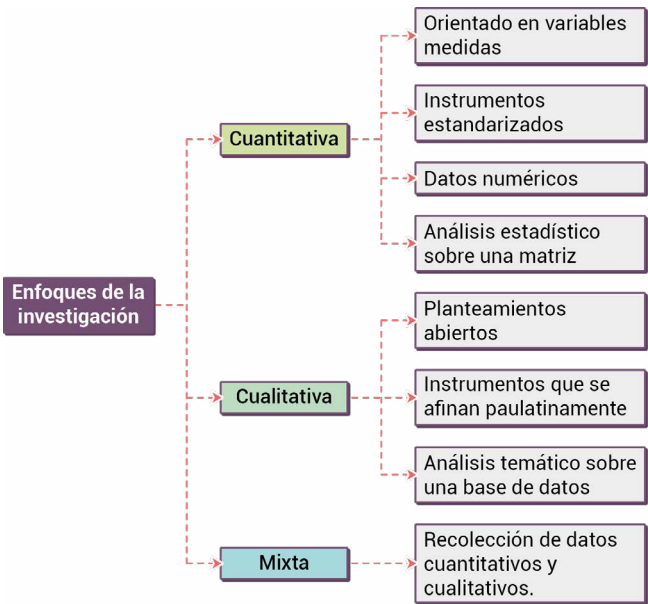 Enfoques de la
investigación
Cuantitativa
Orientado en variables
medidas
Instrumentos
estandarizados
Datos numéricos
Análisis estadístico
sobre una matriz
Cualitativa
Planteamientos
abiertos
Instrumentos que se
afinan paulatinamente
Análisis temático sobre
una base de datos
Mixta
Recolección de datos
cuantitativos y
cualitativos.